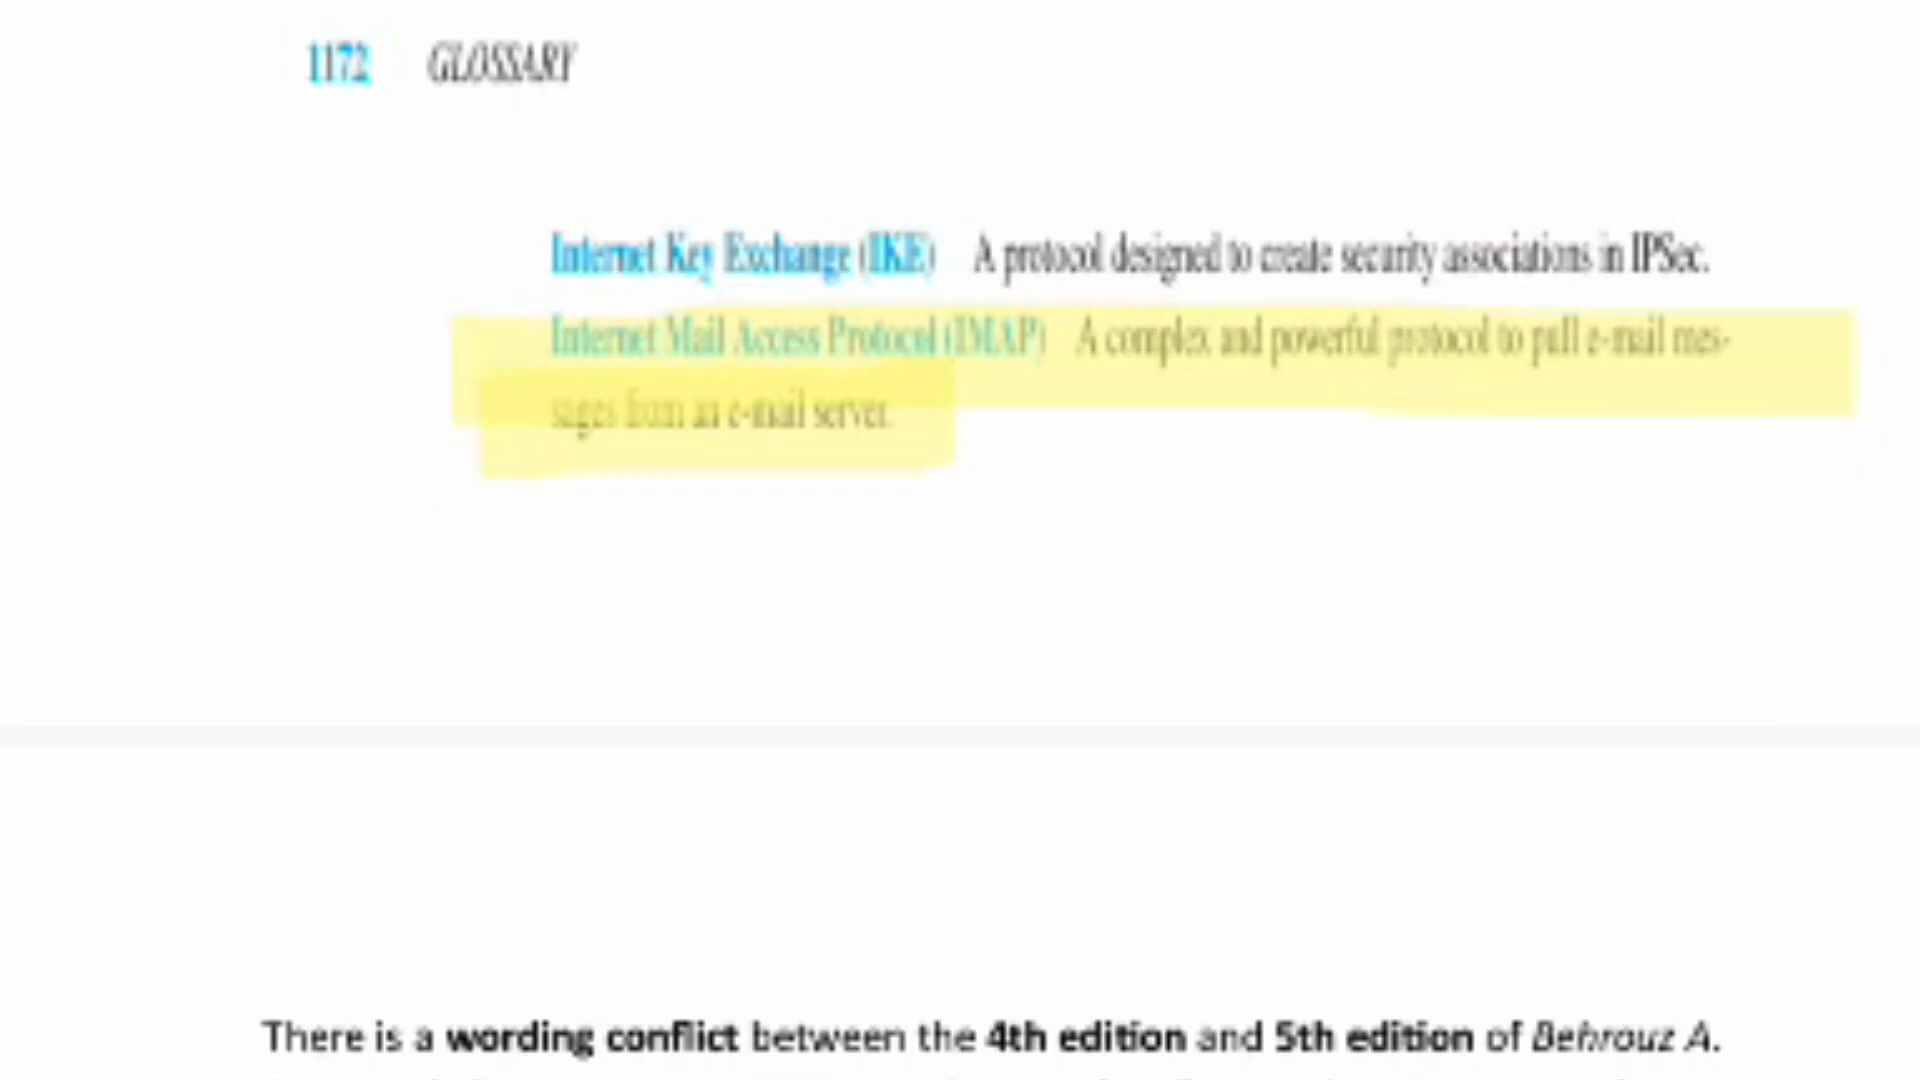 1172 GLOSSARY
Internet Key Exchange (IKE) A protocol designed to create security associations in IPSec.
Internet Mail Access Protocol (IMAP) A complex and powerful protocol to pull e-mail mes-
sages from an e-mail server.
There is a wording conflict between the 4th edition and 5th edition of Behrouz A.